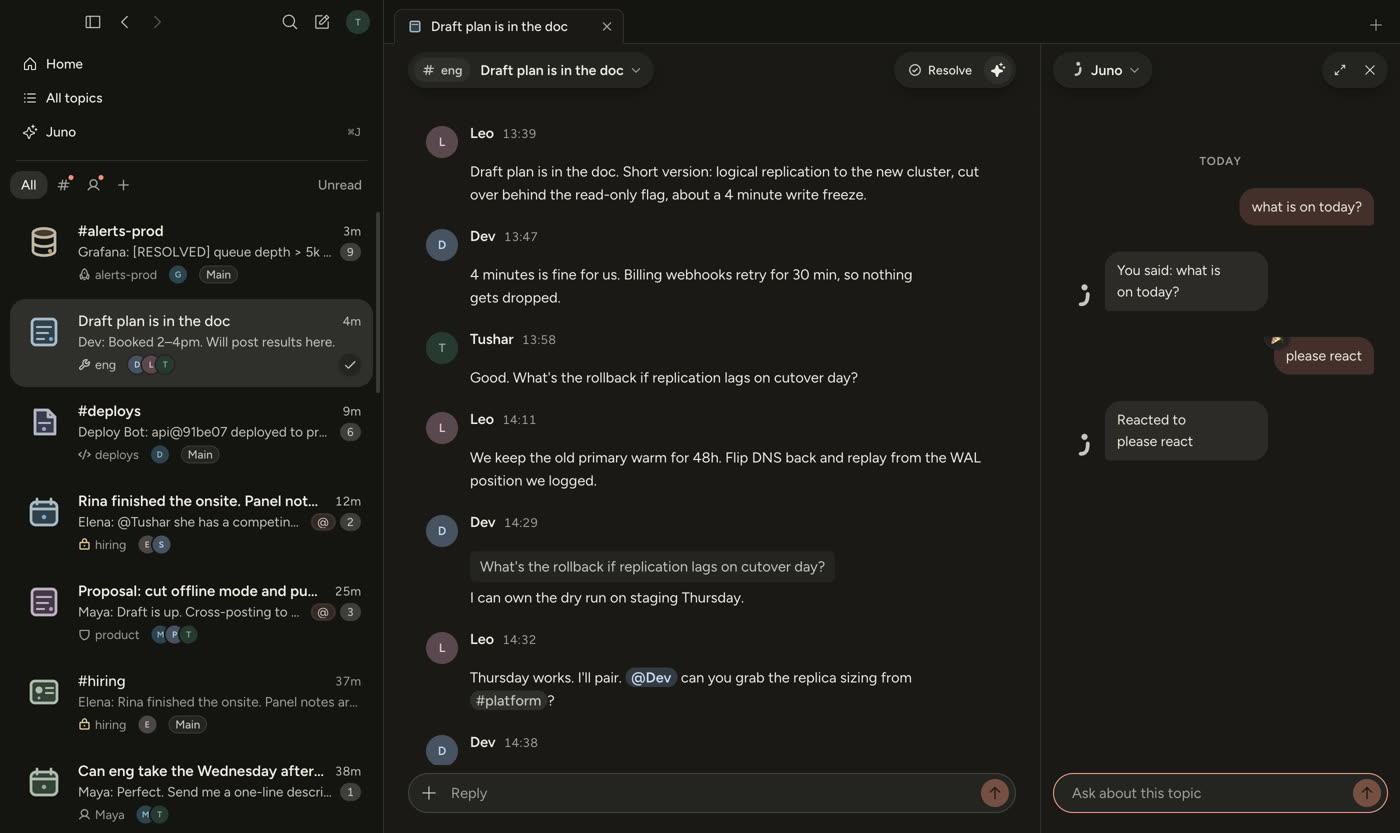 T
Home
All topics
Juno
⌘J
All
Unread
#alerts-prod
3m
Grafana: [RESOLVED] queue depth > 5k ...
9
alerts-prod
G
Main
Draft plan is in the doc
4m
Dev: Booked 2–4pm. Will post results here.
eng
D L T
#deploys
9m
Deploy Bot: api@91be07 deployed to pr...
6
deploys
D
Main
Rina finished the onsite. Panel not...
12m
Elena: @Tushar she has a competin...
@
2
hiring
E S
Proposal: cut offline mode and pu...
25m
Maya: Draft is up. Cross-posting to ...
@
3
product
M P T
#hiring
37m
Elena: Rina finished the onsite. Panel notes ar...
hiring
E
Main
Can eng take the Wednesday after...
38m
Maya: Perfect. Send me a one-line descri...
1
Maya
M T
Draft plan is in the doc
# eng
Draft plan is in the doc
Resolve
L
Leo 13:39
Draft plan is in the doc. Short version: logical replication to the new cluster, cut
over behind the read-only flag, about a 4 minute write freeze.
D
Dev 13:47
4 minutes is fine for us. Billing webhooks retry for 30 min, so nothing
gets dropped.
T
Tushar 13:58
Good. What's the rollback if replication lags on cutover day?
L
Leo 14:11
We keep the old primary warm for 48h. Flip DNS back and replay from the WAL
position we logged.
D
Dev 14:29
What's the rollback if replication lags on cutover day?
I can own the dry run on staging Thursday.
L
Leo 14:32
Thursday works. I'll pair. @Dev can you grab the replica sizing from
#platform ?
D
Dev 14:38
Reply
Juno
TODAY
what is on today?
You said: what is
on today?
please react
Reacted to
please react
Ask about this topic